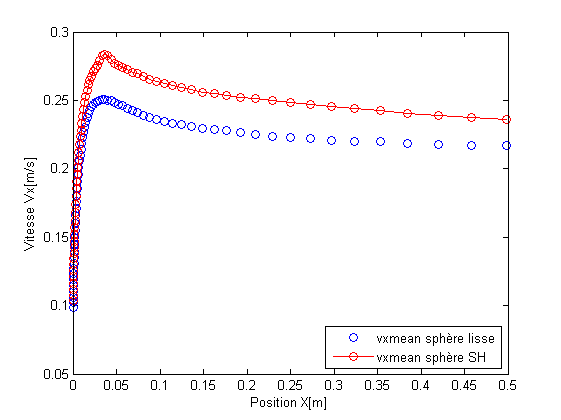 0.3
0.25
0.2
0.15
0.1
0.05
Vitesse Vx[m/s]
0 0.05 0.1 0.15 0.2 0.25 0.3 0.35 0.4 0.45 0.5
Position X[m]
vxmean sphère lisse
vxmean sphère SH